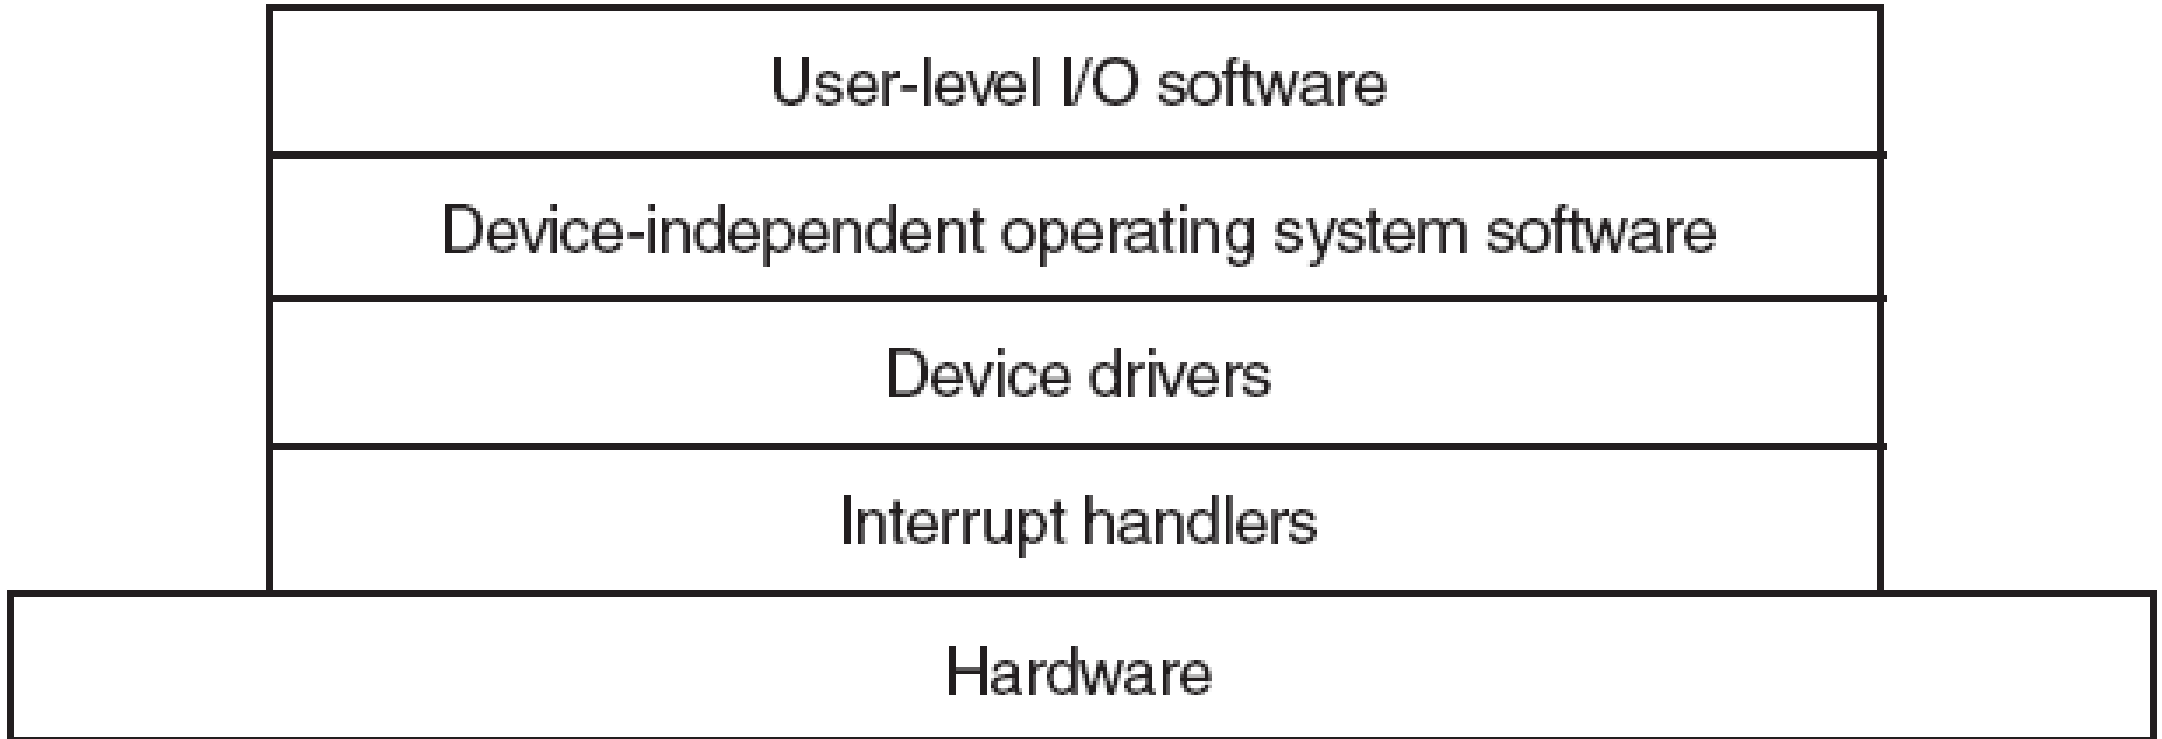 User-level I/O software
Device-independent operating system software
Device drivers
Interrupt handlers
Hardware